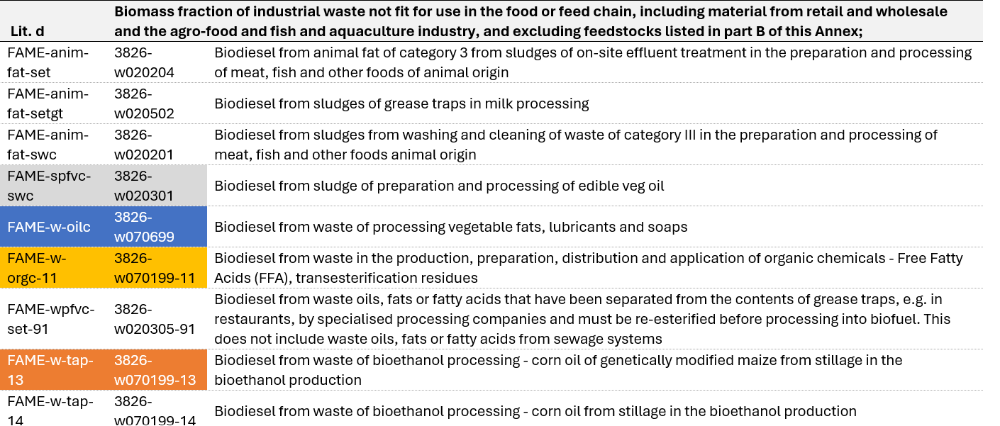 Biomass fraction of industrial waste not fit for use in the food or feed chain, including material from retail and wholesale
Lit. d
and the agro-food and fish and aquaculture industry, and excluding feedstocks listed in part B of this Annex;
FAME-anim-
fat-set
3826-
w020204
Biodiesel from animal fat of category 3 from sludges of on-site effluent treatment in the preparation and processing
of meat, fish and other foods of animal origin
FAME-anim-
fat-setgt
3826-
w020502
Biodiesel from sludges of grease traps in milk processing
FAME-anim-
fat-swc
3826-
w020201
Biodiesel from sludges from washing and cleaning of waste of category III in the preparation and processing of
meat, fish and other foods animal origin
FAME-spfvc-
swc
3826-
w020301
Biodiesel from sludge of preparation and processing of edible veg oil
FAME-w-oilc
3826-
w070699
Biodiesel from waste of processing vegetable fats, lubricants and soaps
FAME-w-
orgc-11
3826-
w070199-11
Biodiesel from waste in the production, preparation, distribution and application of organic chemicals - Free Fatty
Acids (FFA), transesterification residues
FAME-wpfvc-
set-91
3826-
w020305-91
Biodiesel from waste oils, fats or fatty acids that have been separated from the contents of grease traps, e.g. in
restaurants, by specialised processing companies and must be re-esterified before processing into biofuel. This
does not include waste oils, fats or fatty acids from sewage systems
FAME-w-tap-
13
3826-
w070199-13
Biodiesel from waste of bioethanol processing - corn oil of genetically modified maize from stillage in the
bioethanol production
FAME-w-tap-
14
3826-
w070199-14
Biodiesel from waste of bioethanol processing - corn oil from stillage in the bioethanol production